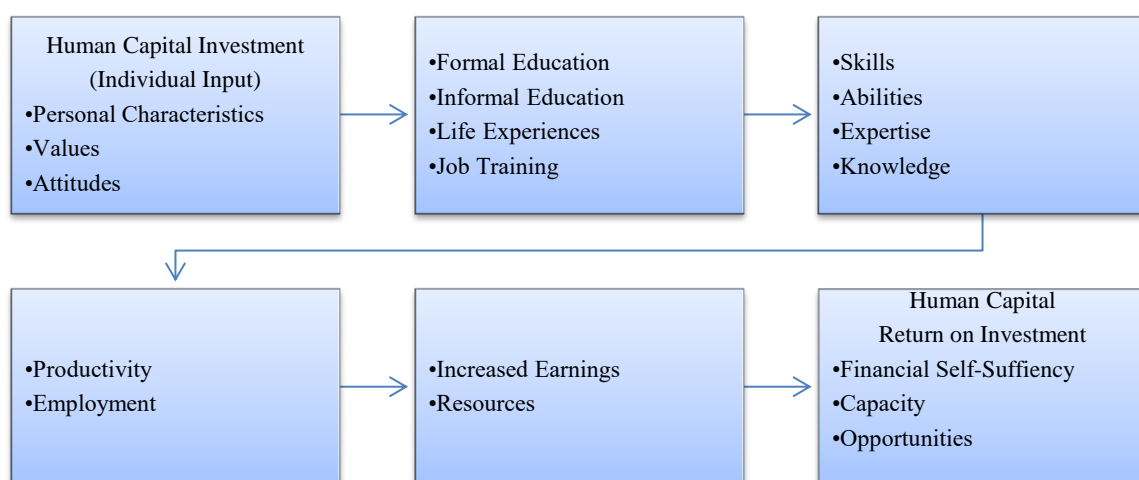 Human Capital Investment
(Individual Input)
•Personal Characteristics
•Values
•Attitudes
•Formal Education
•Informal Education
•Life Experiences
•Job Training
•Skills
•Abilities
•Expertise
•Knowledge
•Productivity
•Employment
•Increased Earnings
•Resources
Human Capital
Return on Investment
•Financial Self-Suffiency
•Capacity
•Opportunities